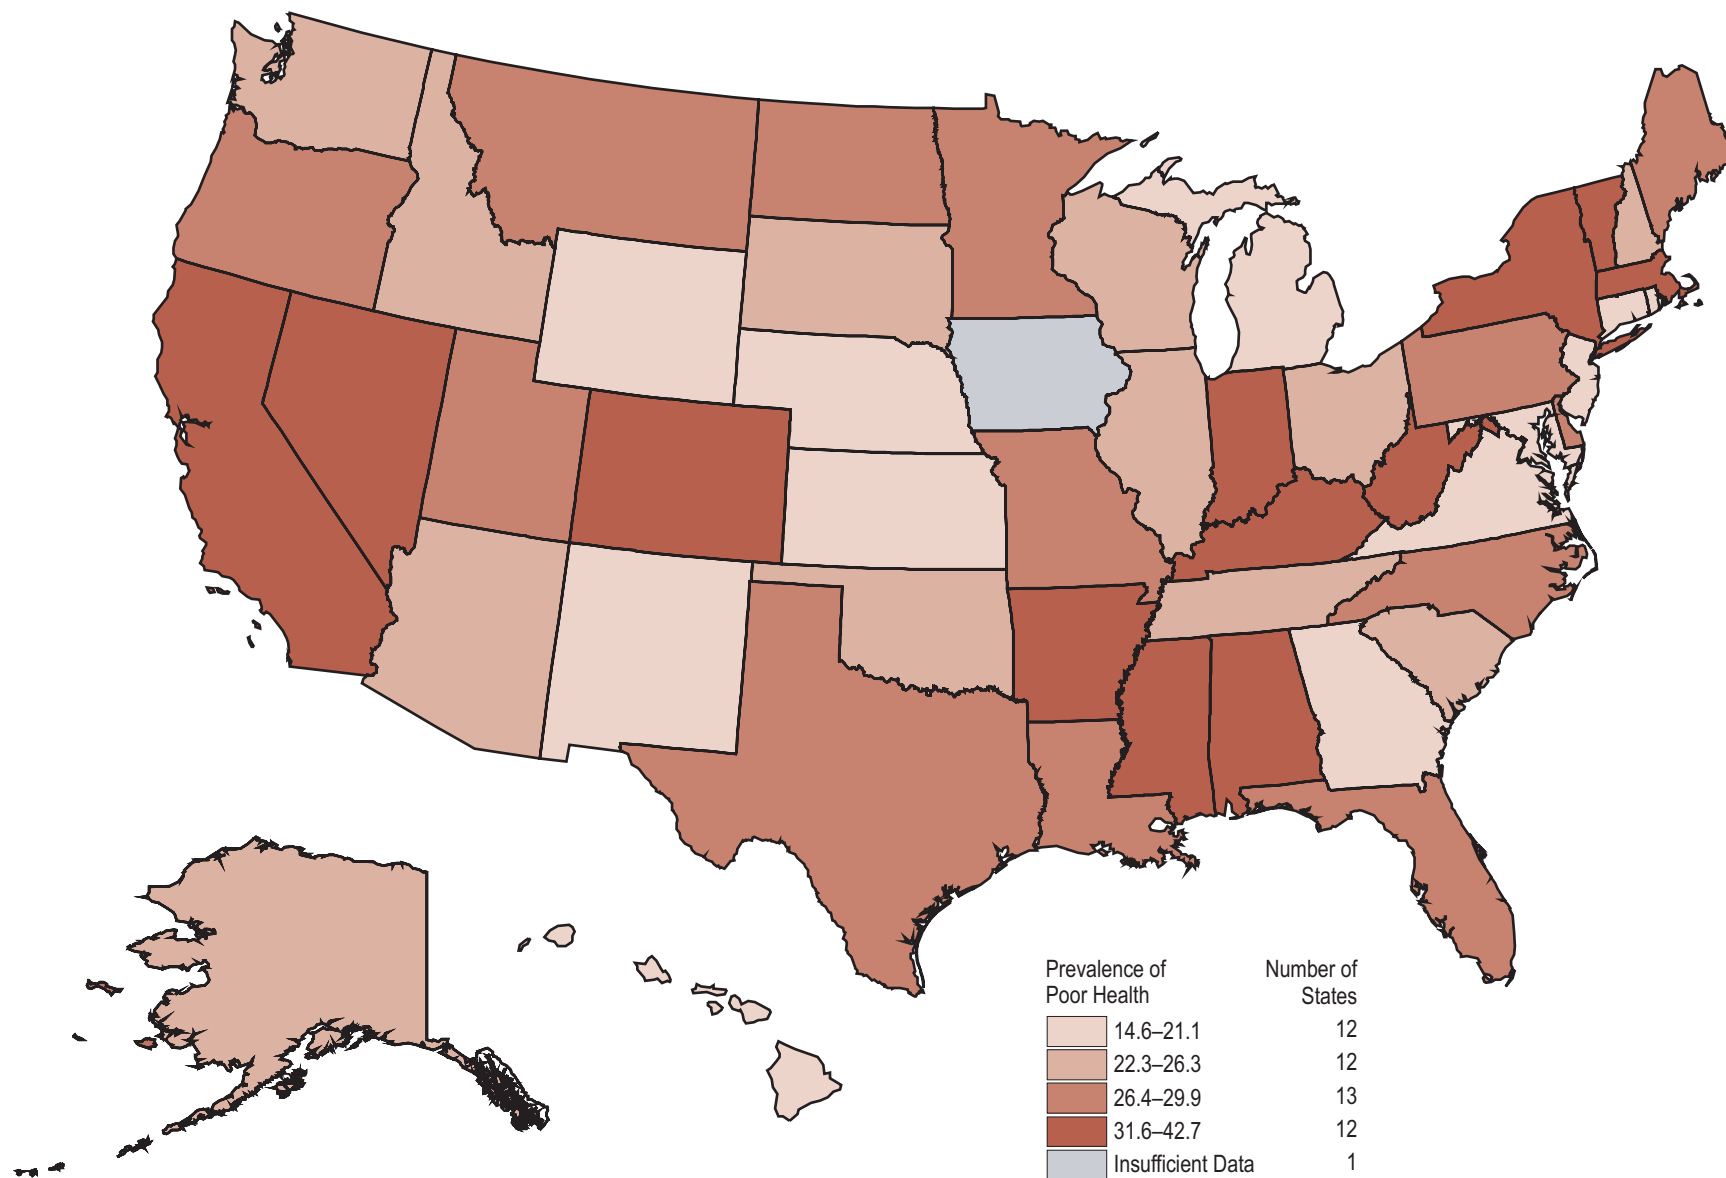 Prevalence of Number of
Poor Health States
14.6–21.1 12
22.3–26.3 12
26.4–29.9 13
31.6–42.7 12
Insufficient Data 1